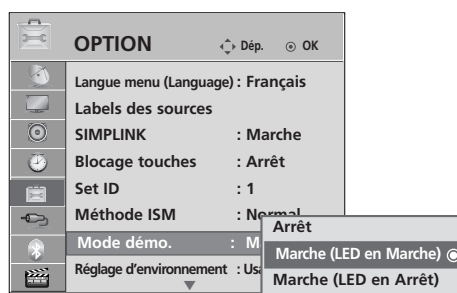 OPTION Dép. OK
Langue menu (Language) : Français
Labels des sources
SIMPLINK : Marche
Blocage touches : Arrêt
Set ID : 1
Méthode ISM : Normal
Mode démo. :
Réglage d'environnement :
Arrêt
Marche (LED en Marche)
Marche (LED en Arrêt)